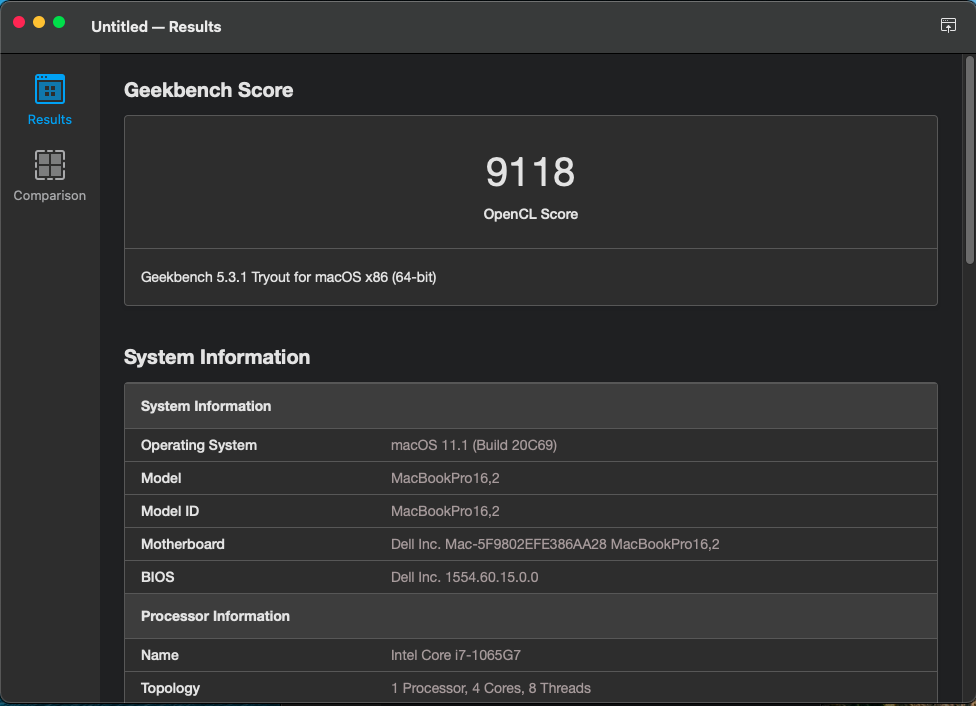 Untitled — Results
Results
Comparison
Geekbench Score
9118
OpenCL Score
Geekbench 5.3.1 Tryout for macOS x86 (64-bit)
System Information
System Information
Operating System macOS 11.1 (Build 20C69)
Model MacBookPro16,2
Model ID MacBookPro16,2
Motherboard Dell Inc. Mac-5F9802EFE386AA28 MacBookPro16,2
BIOS Dell Inc. 1554.60.15.0.0
Processor Information
Name Intel Core i7-1065G7
Topology 1 Processor, 4 Cores, 8 Threads